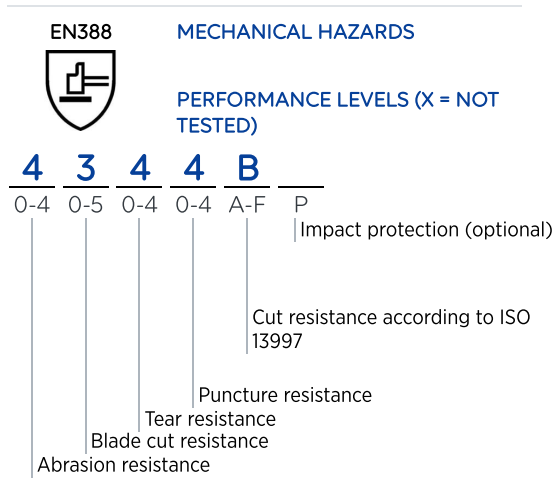 EN388
MECHANICAL HAZARDS
PERFORMANCE LEVELS (X = NOT
TESTED)
4 3 4 4 B
0-4 0-5 0-4 0-4 A-F P
Impact protection (optional)
Cut resistance according to ISO
13997
Puncture resistance
Tear resistance
Blade cut resistance
Abrasion resistance